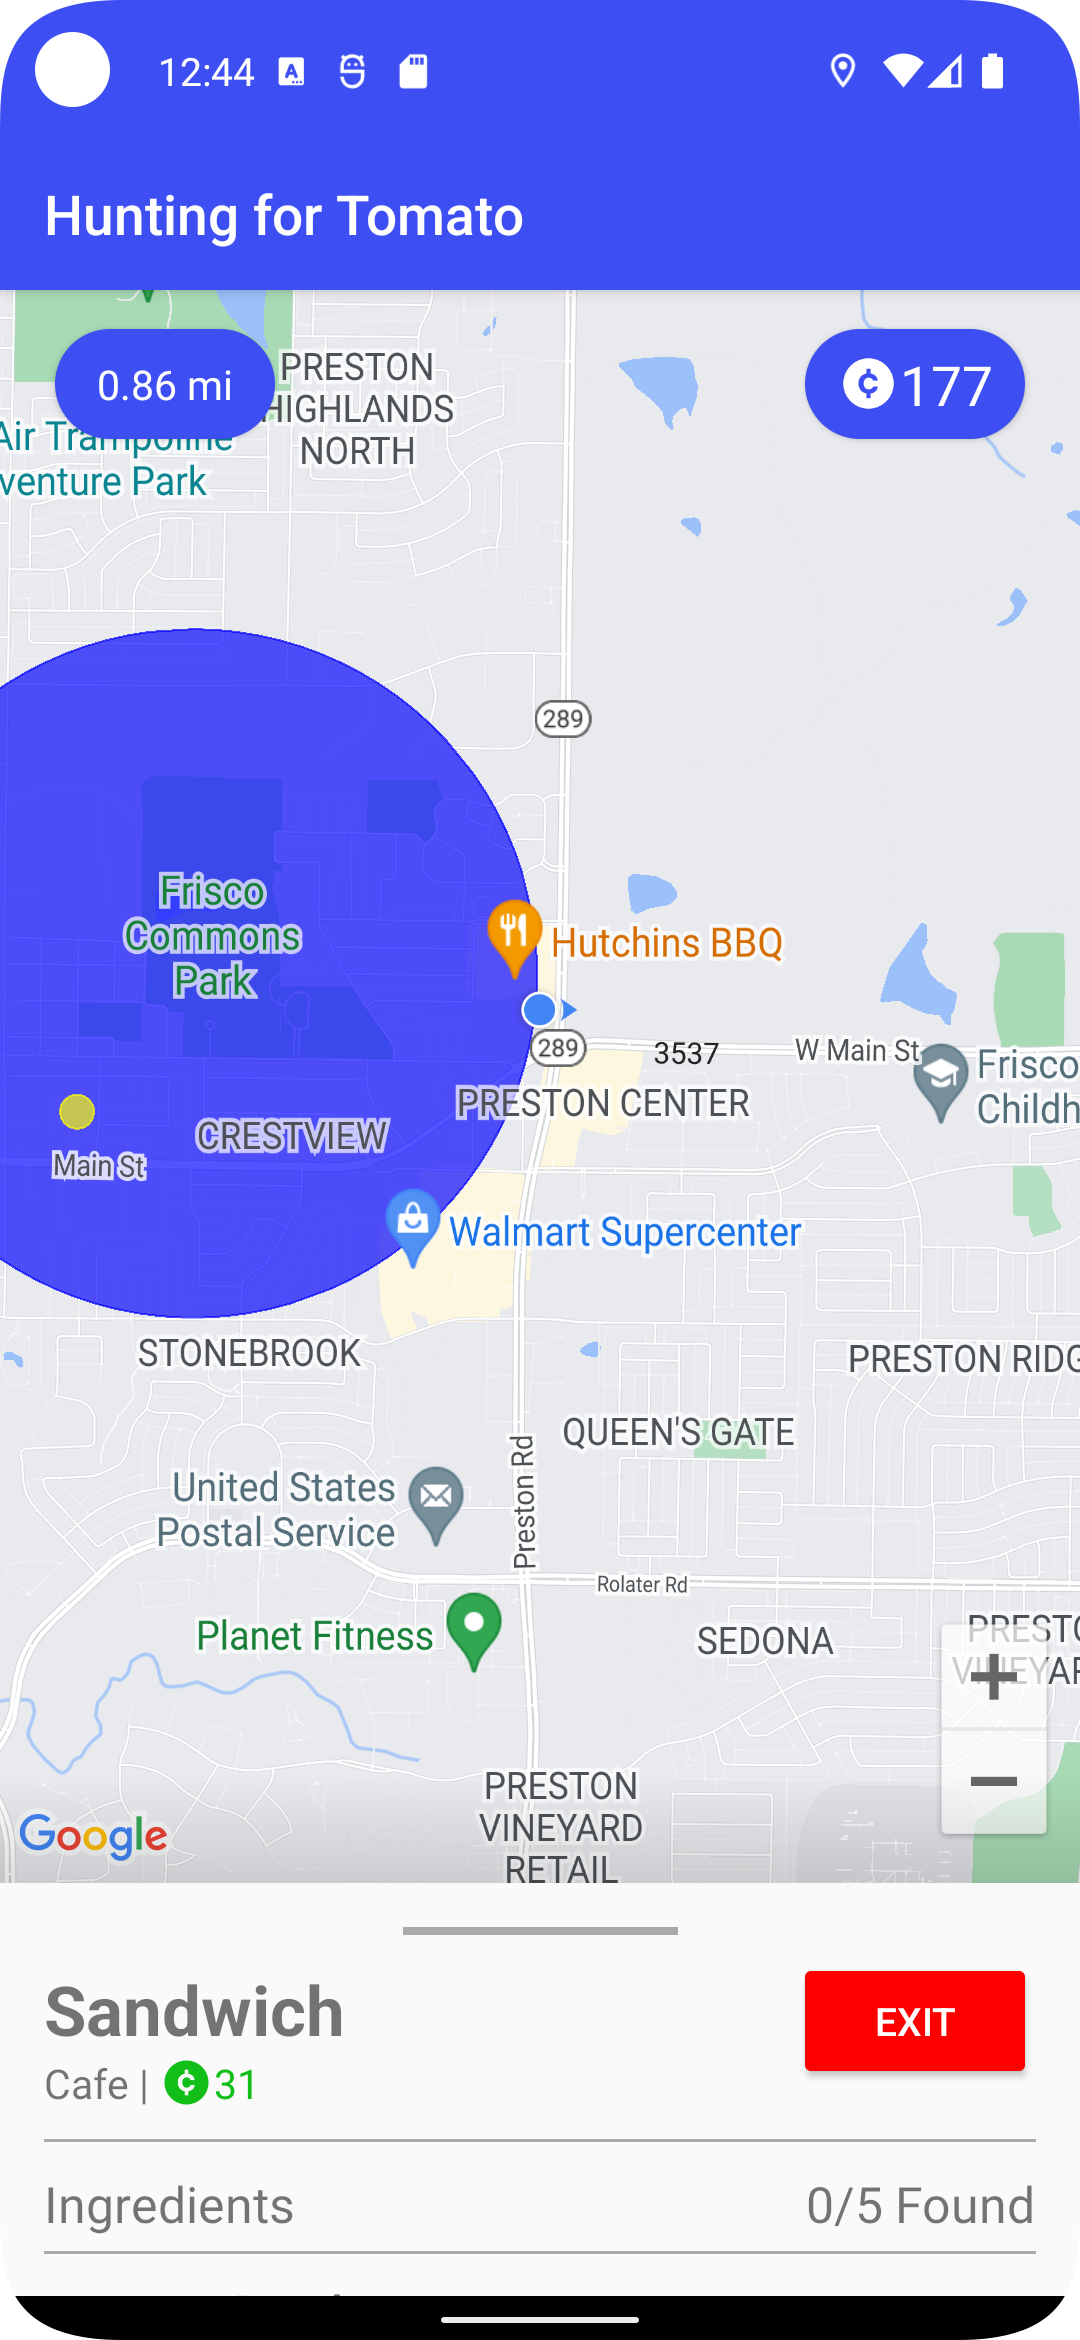 12:44
Hunting for Tomato
0.86 mi
177
PRESTON
HIGHLANDS
NORTH
Air Trampoline
venture Park
289
Frisco
Commons
Park
Hutchins BBQ
289
3537
W Main St
Frisco
Childh
PRESTON CENTER
CRESTVIEW
Main St
Walmart Supercenter
STONEBROOK
PRESTON RIDG
QUEEN'S GATE
United States
Postal Service
Preston Rd
Rolater Rd
Planet Fitness
SEDONA
PRESTO
VINEYAR
+
−
PRESTON
VINEYARD
RETAIL
Google
Sandwich
EXIT
Cafe | 31
Ingredients
0/5 Found